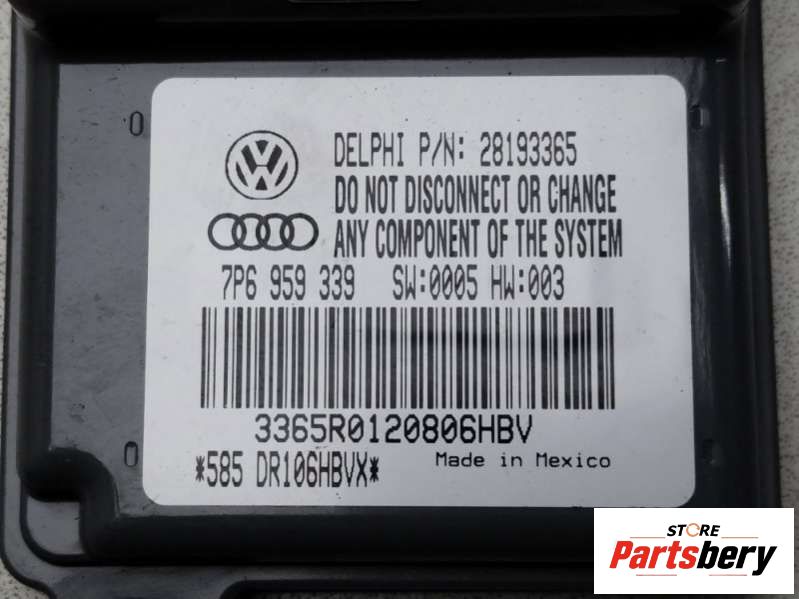 DELPHI P/N: 28193365
DO NOT DISCONNECT OR CHANGE
ANY COMPONENT OF THE SYSTEM
7P6 959 339 SW:0005 HW:003
3365R0120806HBV
*585 DR106HBVX* Made in Mexico
STORE
Partsbery